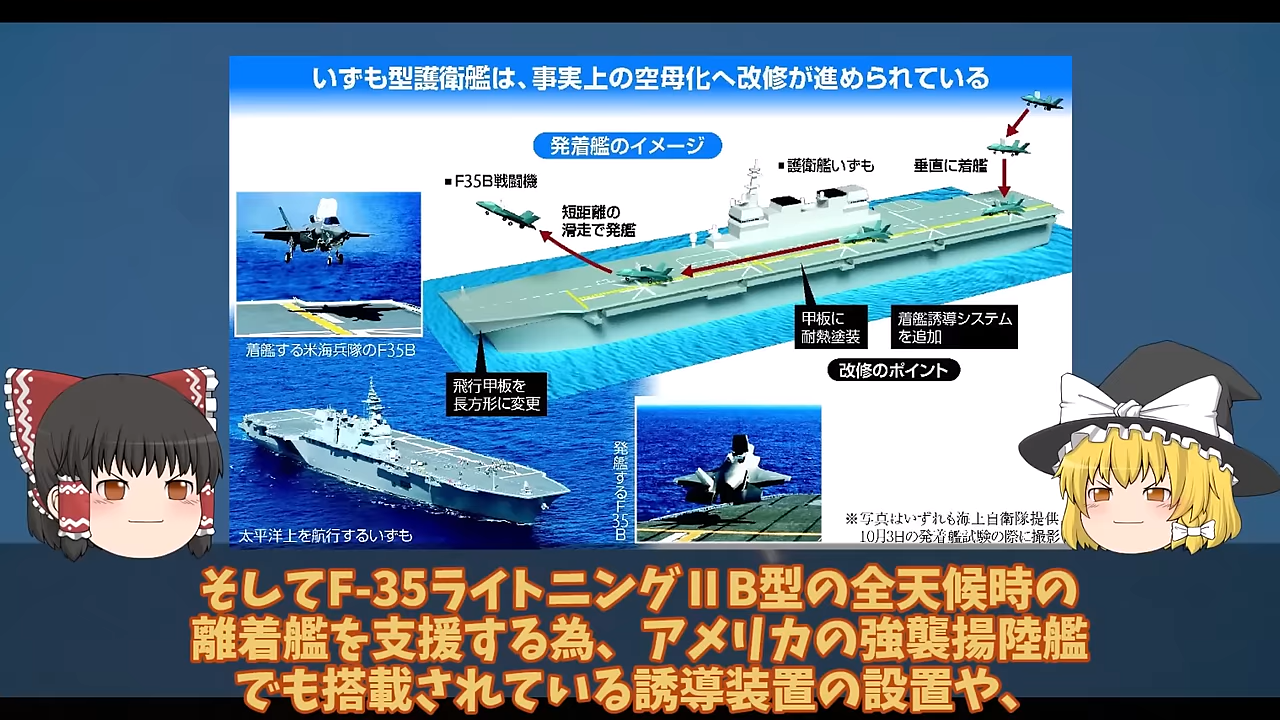 いずも型護衛艦は、事実上の空母化へ改修が進められている
発着艦のイメージ
■F35B戦闘機
短距離の
滑走で発艦
■護衛艦いずも
垂直に着艦
着艦する米海兵隊のF35B
甲板に
耐熱塗装
着艦誘導システム
を追加
改修のポイント
飛行甲板を
長方形に変更
太平洋上を航行するいずも
発艦するF35B
※写真はいずれも海上自衛隊提供
10月3日の発着艦試験の際に撮影
そしてF-35ライトニングⅡB型の全天候時の
離着艦を支援する為、アメリカの強襲揚陸艦
でも搭載されている誘導装置の設置や、